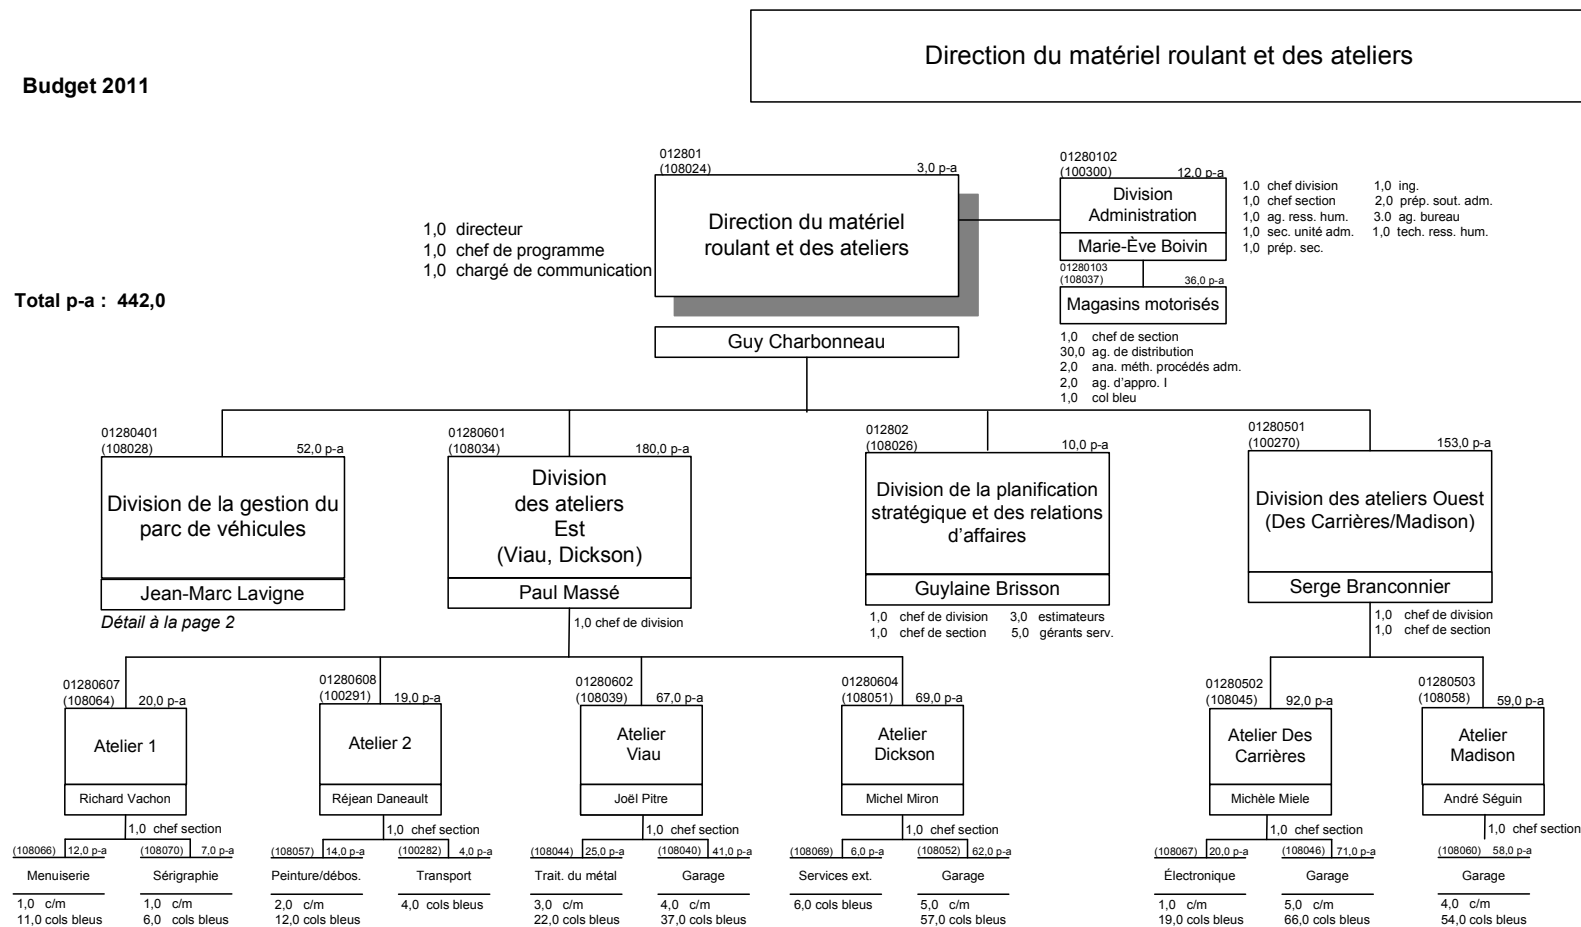 Direction du matériel roulant et des ateliers
Budget 2011
Total p-a : 442,0
012801
(108024)
3,0 p-a
Direction du matériel
roulant et des ateliers
Guy Charbonneau
1,0 directeur
1,0 chef de programme
1,0 chargé de communication
01280102
(100300)
12,0 p-a
Division
Administration
Marie-Ève Boivin
1.0 chef division
1,0 chef section
1,0 ag. ress. hum.
1,0 sec. unité adm.
1,0 prép. sec.
1,0 ing.
2,0 prép. sout. adm.
3.0 ag. bureau
1,0 tech. ress. hum.
01280103
(108037)
36,0 p-a
Magasins motorisés
1,0 chef de section
30,0 ag. de distribution
2,0 ana. méth. procédés adm.
2,0 ag. d'appro. I
1,0 col bleu
01280401
(108028)
52,0 p-a
Division de la gestion du
parc de véhicules
Jean-Marc Lavigne
Détail à la page 2
01280601
(108034)
180,0 p-a
Division
des ateliers
Est
(Viau, Dickson)
Paul Massé
1,0 chef de division
012802
(108026)
10,0 p-a
Division de la planification
stratégique et des relations
d'affaires
Guylaine Brisson
1,0 chef de division
1,0 chef de section
3,0 estimateurs
5,0 gérants serv.
01280501
(100270)
153,0 p-a
Division des ateliers Ouest
(Des Carrières/Madison)
Serge Branconnier
1,0 chef de division
1,0 chef de section
01280607
(108064)
20,0 p-a
Atelier 1
Richard Vachon
1,0 chef section
(108066) 12,0 p-a
Menuiserie
1,0 c/m
11,0 cols bleus
(108070) 7,0 p-a
Sérigraphie
1,0 c/m
6,0 cols bleus
01280608
(100291)
19,0 p-a
Atelier 2
Réjean Daneault
1,0 chef section
(108057) 14,0 p-a
Peinture/débos.
2,0 c/m
12,0 cols bleus
(100282) 4,0 p-a
Transport
4,0 cols bleus
01280602
(108039)
67,0 p-a
Atelier
Viau
Joël Pitre
1,0 chef section
(108044) 25,0 p-a
Trait. du métal
3,0 c/m
22,0 cols bleus
(108040) 41,0 p-a
Garage
4,0 c/m
37,0 cols bleus
01280604
(108051)
69,0 p-a
Atelier
Dickson
Michel Miron
1,0 chef section
(108069) 6,0 p-a
Services ext.
6,0 cols bleus
(108052) 62,0 p-a
Garage
5,0 c/m
57,0 cols bleus
01280502
(108045)
92,0 p-a
Atelier Des
Carrières
Michèle Miele
1,0 chef section
(108067) 20,0 p-a
Électronique
1,0 c/m
19,0 cols bleus
(108046) 71,0 p-a
Garage
5,0 c/m
66,0 cols bleus
01280503
(108058)
59,0 p-a
Atelier
Madison
André Séguin
1,0 chef section
(108060) 58,0 p-a
Garage
4,0 c/m
54,0 cols bleus